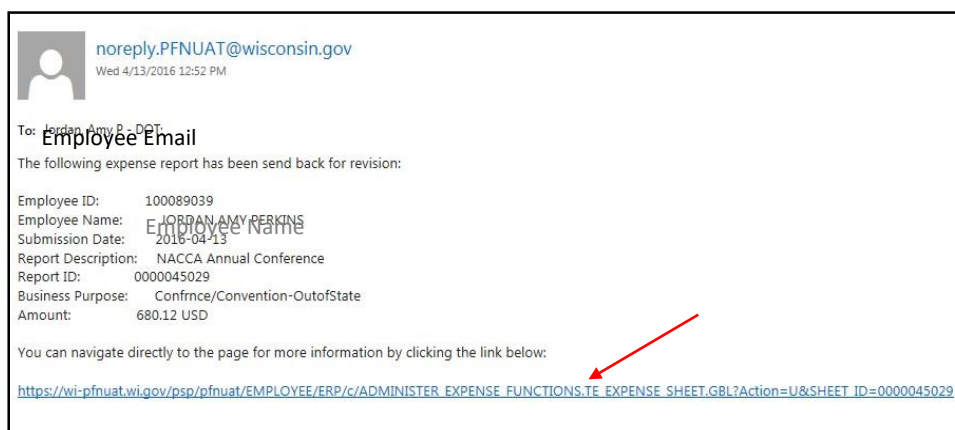 noreply.PFNUAT@wisconsin.gov
Wed 4/13/2016 12:52 PM
To: Jordan, Amy P - DOT;
Employee Email
The following expense report has been send back for revision:
Employee ID: 100089039
Employee Name: JORDAN,AMY PERKINS
Employee Name
Submission Date: 2016-04-13
Report Description: NACCA Annual Conference
Report ID: 0000045029
Business Purpose: Confrnce/Convention-OutofState
Amount: 680.12 USD
You can navigate directly to the page for more information by clicking the link below:
https://wi-pfnuat.wi.gov/psp/pfnuat/EMPLOYEE/ERP/c/ADMINISTER_EXPENSE_FUNCTIONS.TE_EXPENSE_SHEET.GBL?Action=U&SHEET_ID=0000045029